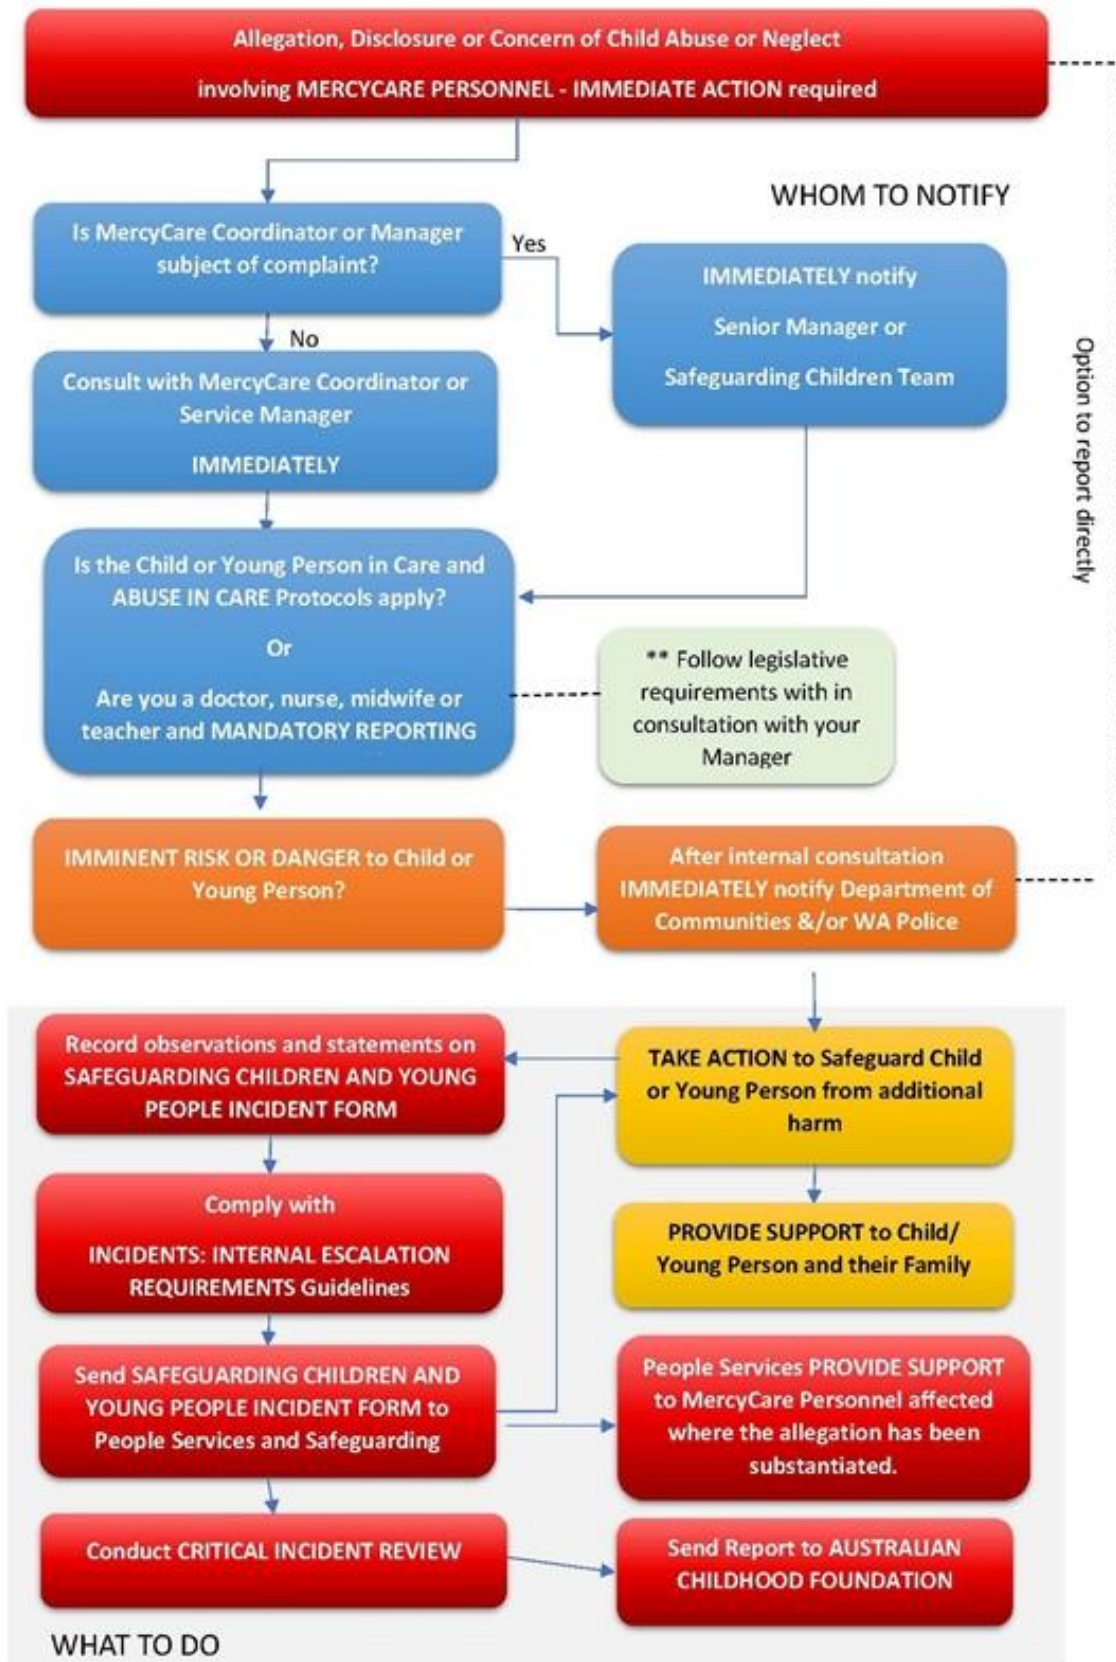 Allegation, Disclosure or Concern of Child Abuse or Neglect
involving MERCYCARE PERSONNEL - IMMEDIATE ACTION required
WHOM TO NOTIFY
Is MercyCare Coordinator or Manager
subject of complaint?
Yes
IMMEDIATELY notify
Senior Manager or
Safeguarding Children Team
No
Consult with MercyCare Coordinator or
Service Manager
IMMEDIATELY
Option to report directly
Is the Child or Young Person in Care and
ABUSE IN CARE Protocols apply?
Or
Are you a doctor, nurse, midwife or
teacher and MANDATORY REPORTING
** Follow legislative
requirements with in
consultation with your
Manager
IMMINENT RISK OR DANGER to Child or
Young Person?
After internal consultation
IMMEDIATELY notify Department of
Communities &/or WA Police
Record observations and statements on
SAFEGUARDING CHILDREN AND YOUNG
PEOPLE INCIDENT FORM
TAKE ACTION to Safeguard Child
or Young Person from additional
harm
Comply with
INCIDENTS: INTERNAL ESCALATION
REQUIREMENTS Guidelines
PROVIDE SUPPORT to Child/
Young Person and their Family
Send SAFEGUARDING CHILDREN AND
YOUNG PEOPLE INCIDENT FORM to
People Services and Safeguarding
People Services PROVIDE SUPPORT
to MercyCare Personnel affected
where the allegation has been
substantiated.
Conduct CRITICAL INCIDENT REVIEW
Send Report to AUSTRALIAN
CHILDHOOD FOUNDATION
WHAT TO DO